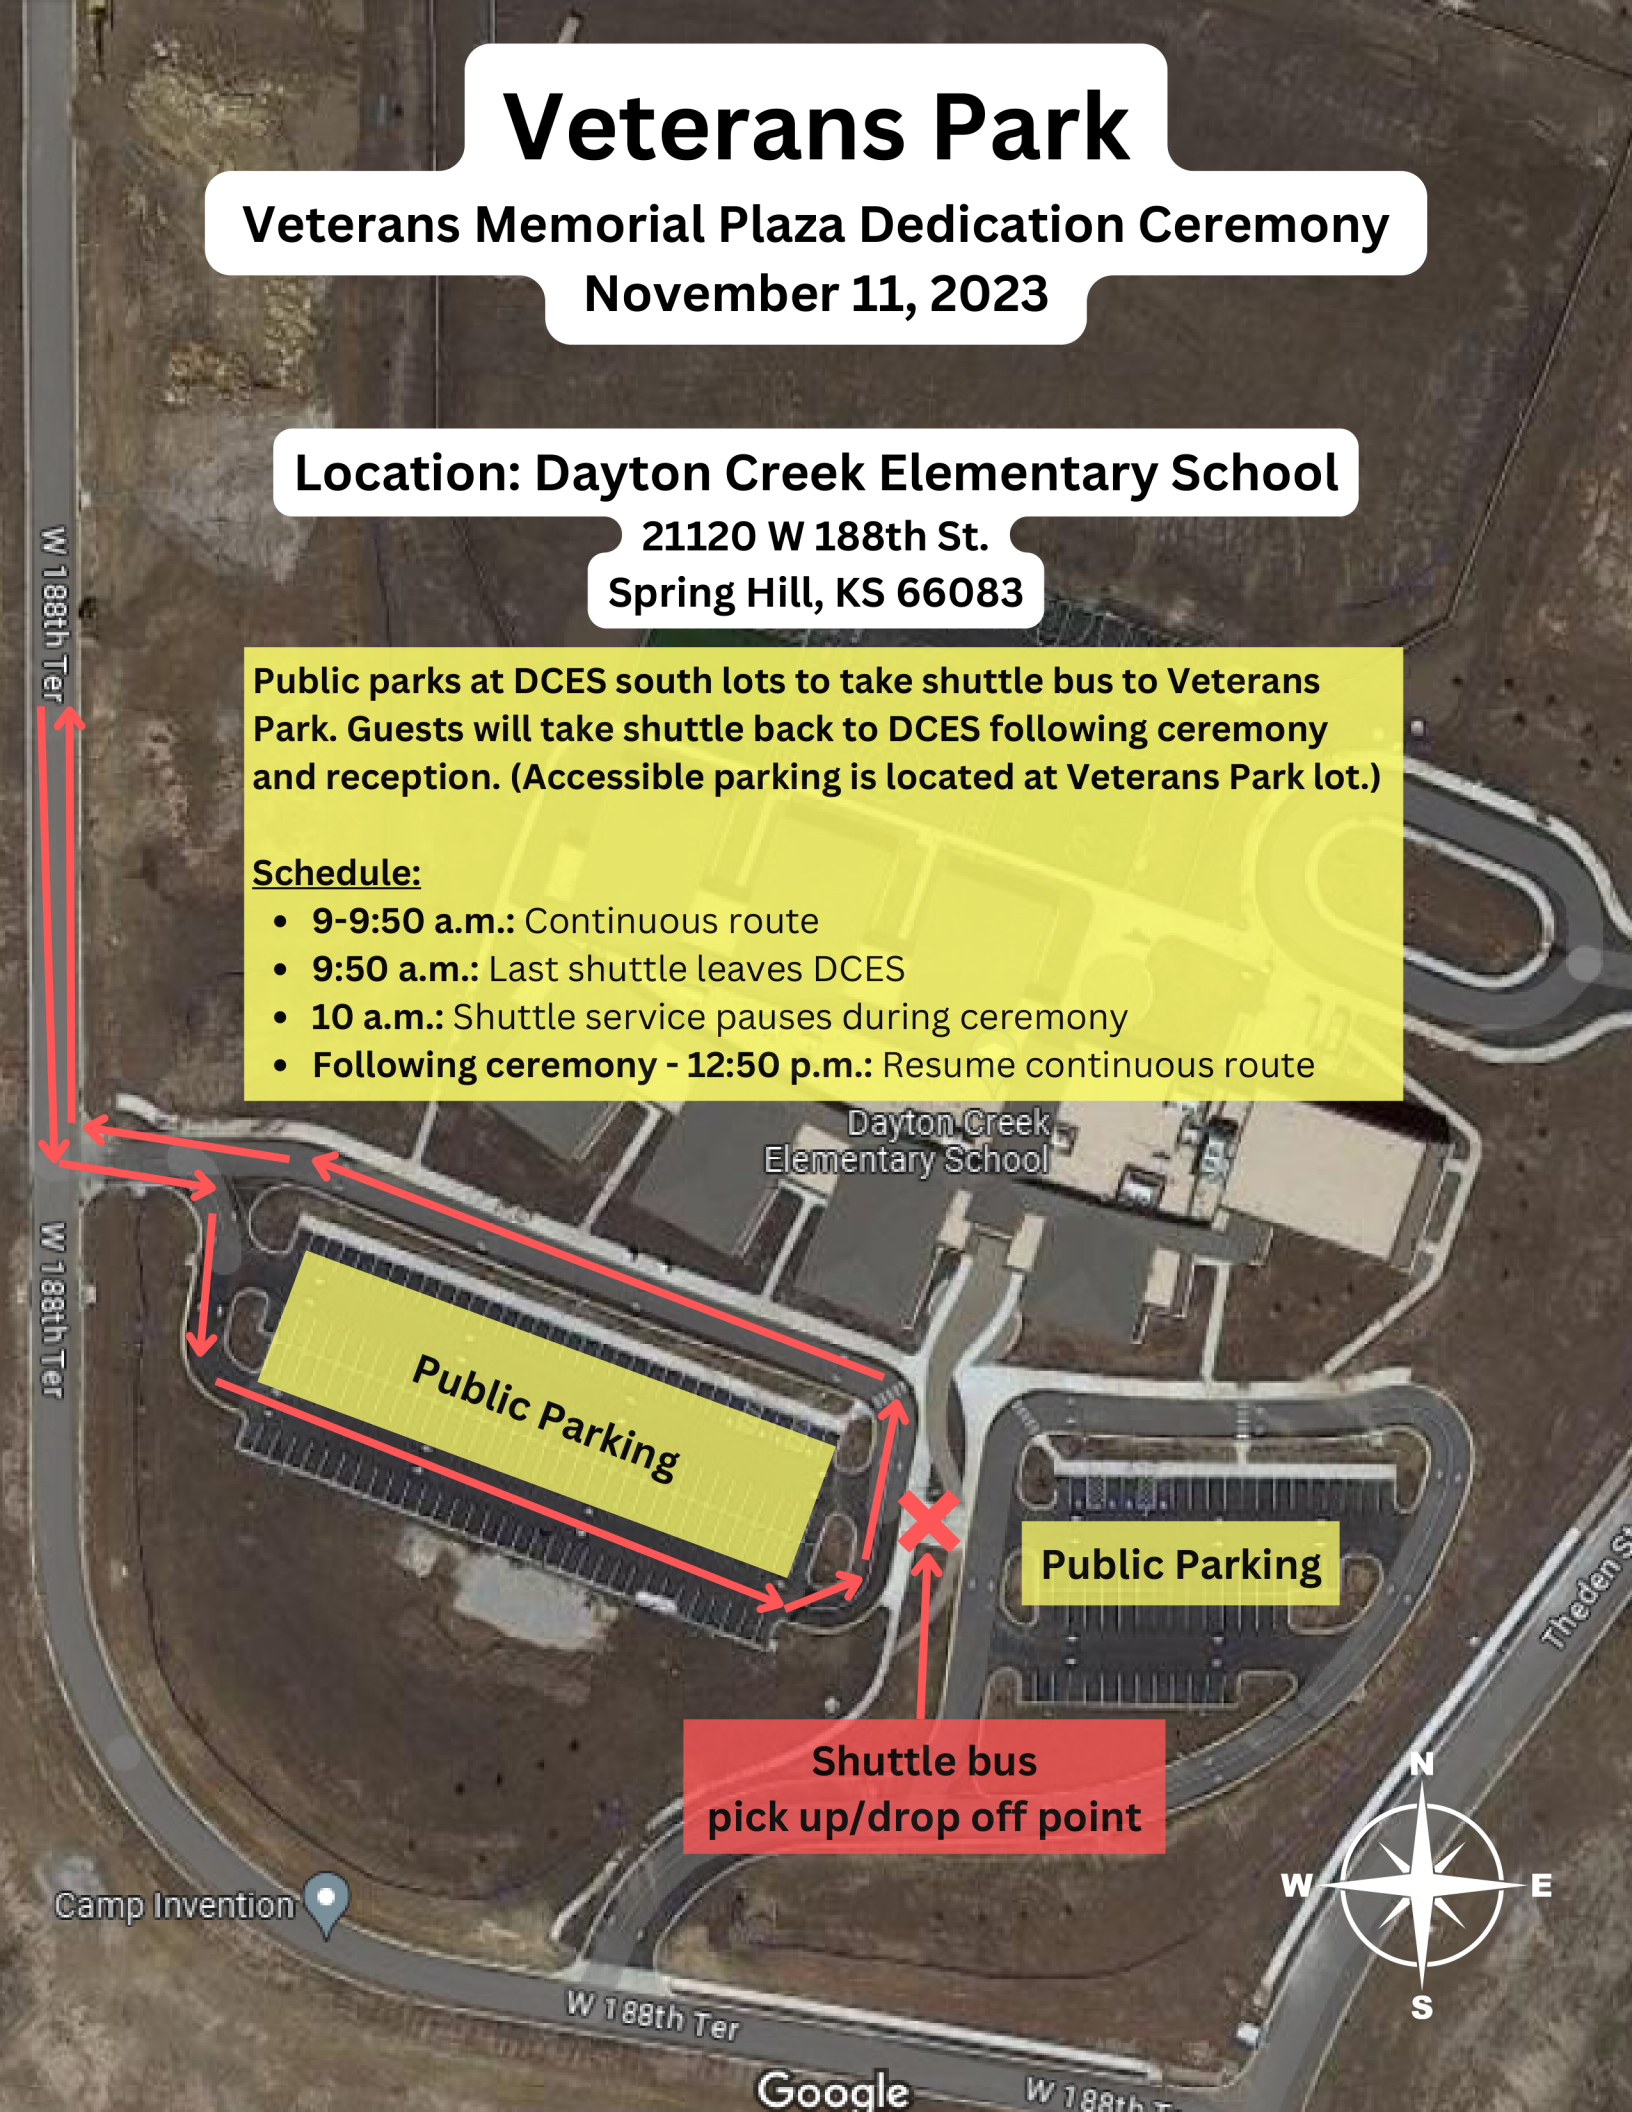 Veterans Park
Veterans Memorial Plaza Dedication Ceremony
November 11, 2023
Location: Dayton Creek Elementary School
21120 W 188th St.
Spring Hill, KS 66083
W 188th Ter
Public parks at DCES south lots to take shuttle bus to Veterans
Park. Guests will take shuttle back to DCES following ceremony
and reception. (Accessible parking is located at Veterans Park lot.)
Schedule:
• 9-9:50 a.m.: Continuous route
• 9:50 a.m.: Last shuttle leaves DCES
• 10 a.m.: Shuttle service pauses during ceremony
• Following ceremony - 12:50 p.m.: Resume continuous route
Dayton Creek
Elementary School
W 188th Ter
Public Parking
Public Parking
Theden St
Shuttle bus
pick up/drop off point
N
W
E
S
Camp Invention
W 188th Ter
Google
W 188th T